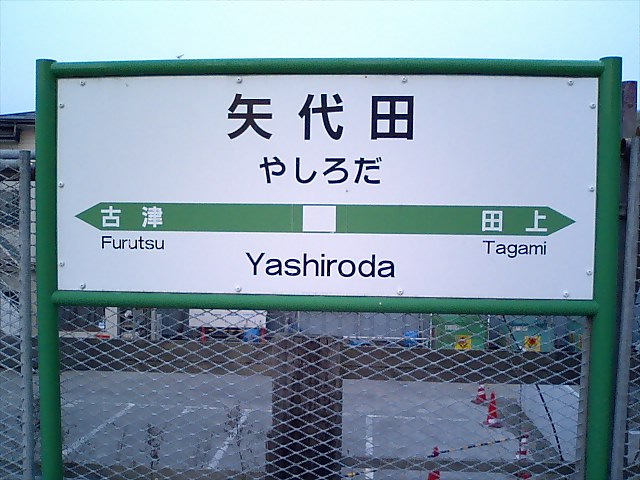 矢代田
やしろだ
古津 田上
Furutsu Tagami
Yashiroda